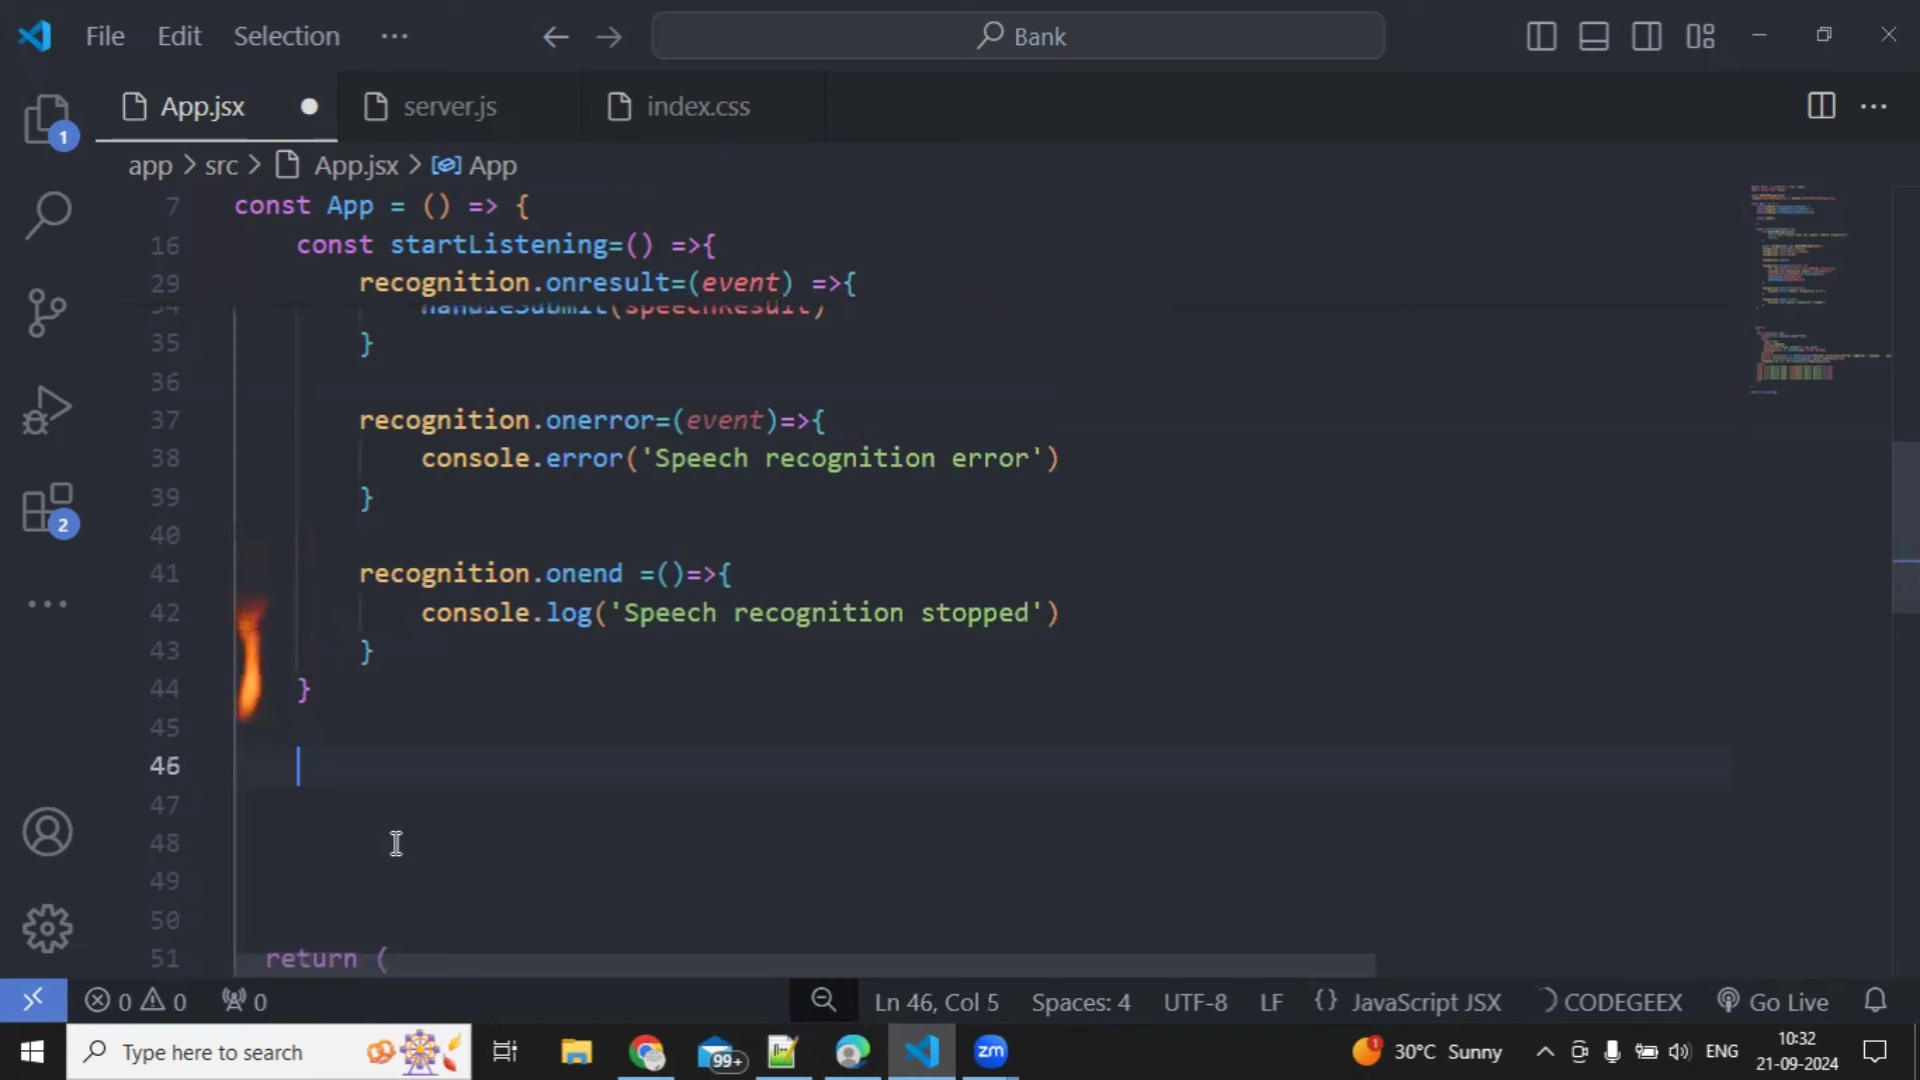 File Edit Selection ··· Bank
App.jsx server.js index.css
1
app > src > App.jsx > App
7 const App = () => {
16 const startListening=() =>{
29 recognition.onresult=(event) =>{
34 handleSubmit(speechResult)
35 }
36
37 recognition.onerror=(event)=>{
38 console.error('Speech recognition error')
39 }
40
41 recognition.onend =()=>{
42 console.log('Speech recognition stopped')
43 }
44 }
45
46
47
48
49
50
51 return (
2
0 0 0 Ln 46, Col 5 Spaces: 4 UTF-8 LF {} JavaScript JSX CODEGEEX Go Live
Type here to search 99+ zm 1 30°C Sunny ENG 10:32
21-09-2024